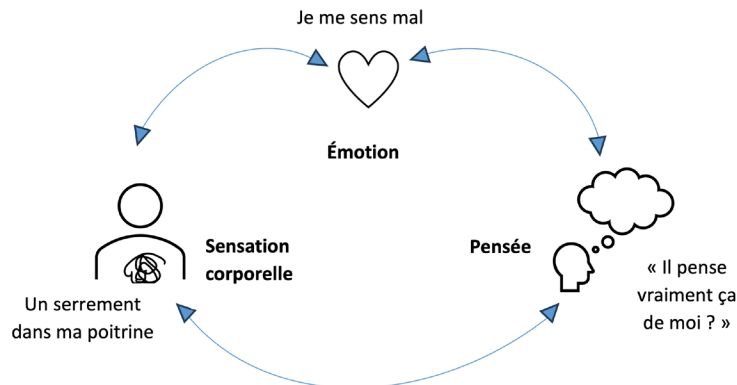 Je me sens mal
Émotion
Sensation
corporelle
Pensée
Un serrement
dans ma poitrine
« Il pense
vraiment ça
de moi ? »